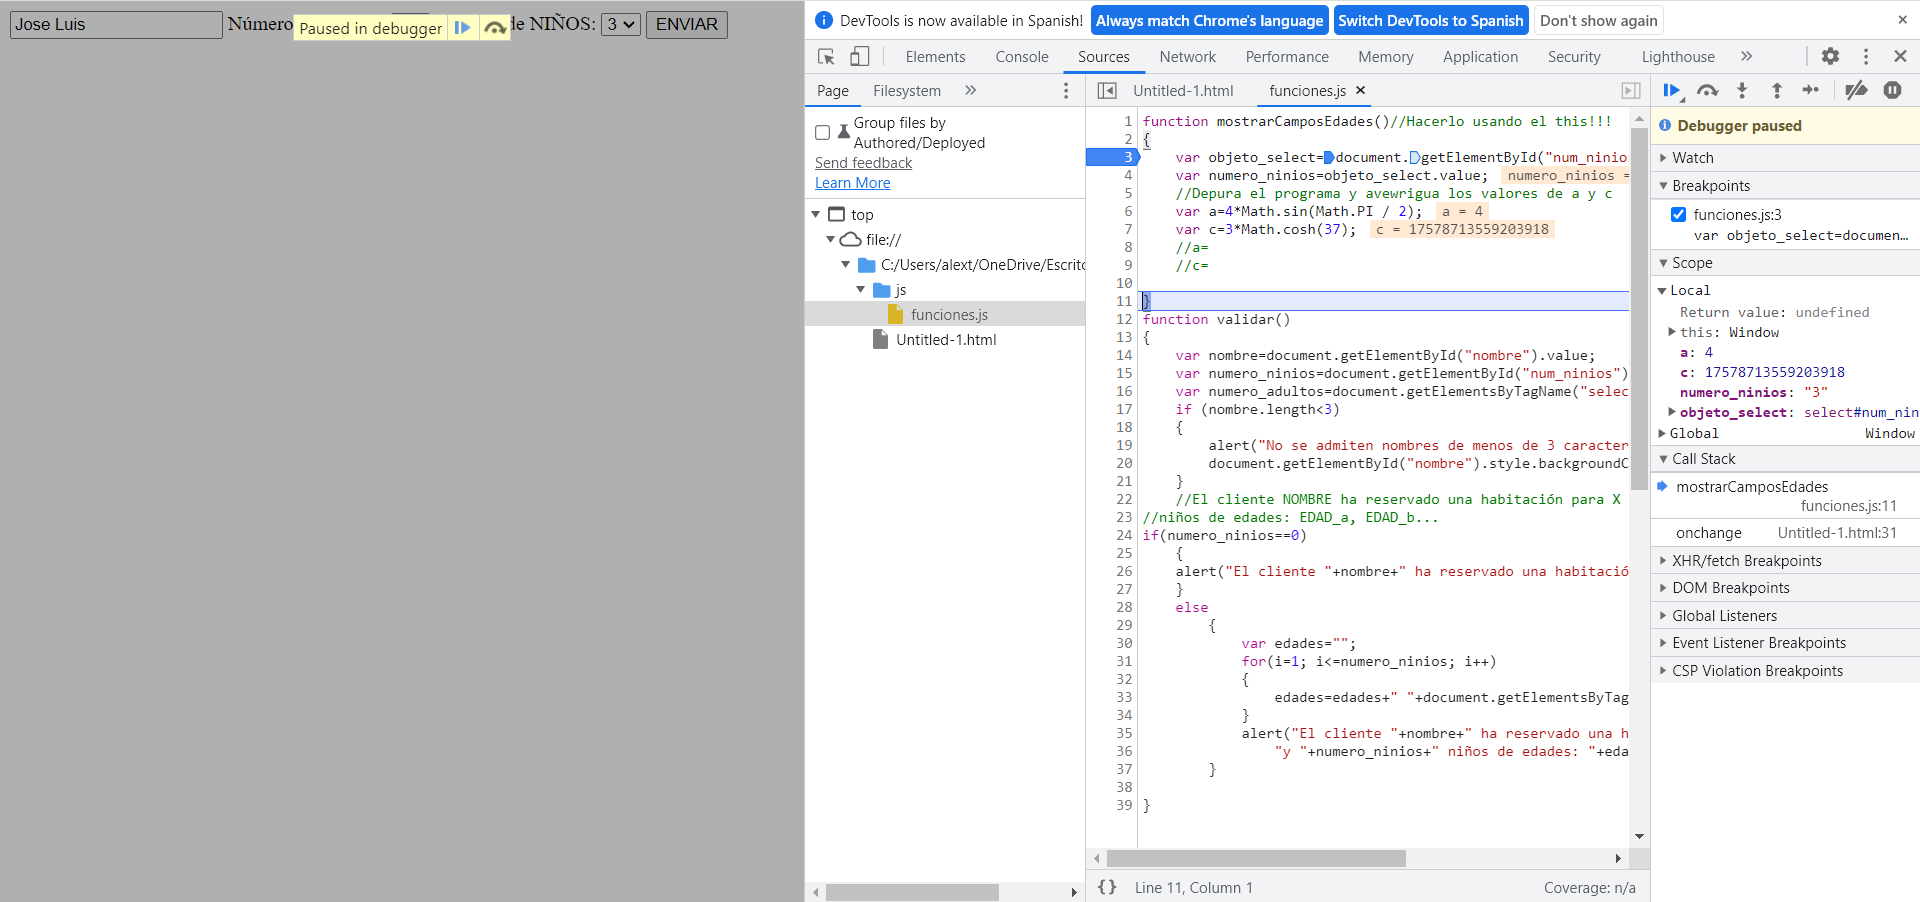 Jose Luis Número de NIÑOS: 3 ENVIAR
Paused in debugger
DevTools is now available in Spanish! Always match Chrome's language Switch DevTools to Spanish Don't show again
Elements Console Sources Network Performance Memory Application Security Lighthouse
Page Filesystem
Group files by
Authored/Deployed
Send feedback
Learn More
top
file://
C:/Users/alext/OneDrive/Escrito
js
funciones.js
Untitled-1.html
Untitled-1.html funciones.js
1 function mostrarCamposEdades()//Hacerlo usando el this!!!
2 {
3 var objeto_select=document.getElementById("num_ninio
4 var numero_ninios=objeto_select.value; numero_ninios =
5 //Depura el programa y avewrigua los valores de a y c
6 var a=4*Math.sin(Math.PI / 2); a = 4
7 var c=3*Math.cosh(37); c = 17578713559203918
8 //a=
9 //c=
10
11 }
12 function validar()
13 {
14 var nombre=document.getElementById("nombre").value;
15 var numero_ninios=document.getElementById("num_ninios")
16 var numero_adultos=document.getElementsByTagName("selec
17 if (nombre.length<3)
18 {
19 alert("No se admiten nombres de menos de 3 caracter
20 document.getElementById("nombre").style.backgroundC
21 }
22 //El cliente NOMBRE ha reservado una habitación para X
23 //niños de edades: EDAD_a, EDAD_b...
24 if(numero_ninios==0)
25 {
26 alert("El cliente "+nombre+" ha reservado una habitació
27 }
28 else
29 {
30 var edades="";
31 for(i=1; i<=numero_ninios; i++)
32 {
33 edades=edades+" "+document.getElementsByTag
34 }
35 alert("El cliente "+nombre+" ha reservado una h
36 "y "+numero_ninios+" niños de edades: "+eda
37 }
38
39 }
{} Line 11, Column 1 Coverage: n/a
Debugger paused
Watch
Breakpoints
funciones.js:3
var objeto_select=documen…
Scope
Local
Return value: undefined
this: Window
a: 4
c: 17578713559203918
numero_ninios: "3"
objeto_select: select#num_nin
Global Window
Call Stack
mostrarCamposEdades
funciones.js:11
onchange Untitled-1.html:31
XHR/fetch Breakpoints
DOM Breakpoints
Global Listeners
Event Listener Breakpoints
CSP Violation Breakpoints